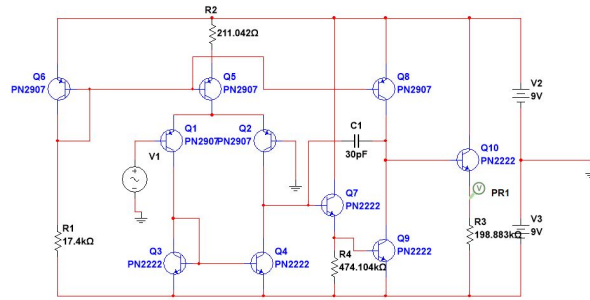 R2
211.042Ω
Q6
PN2907
Q5
PN2907
Q8
PN2907
V2
9V
Q1
PN2907
Q2
PN2907
C1
30pF
Q10
PN2222
V1
PR1
V
Q7
PN2222
R1
17.4kΩ
Q3
PN2222
Q4
PN2222
R4
474.104kΩ
Q9
PN2222
R3
198.883kΩ
V3
9V